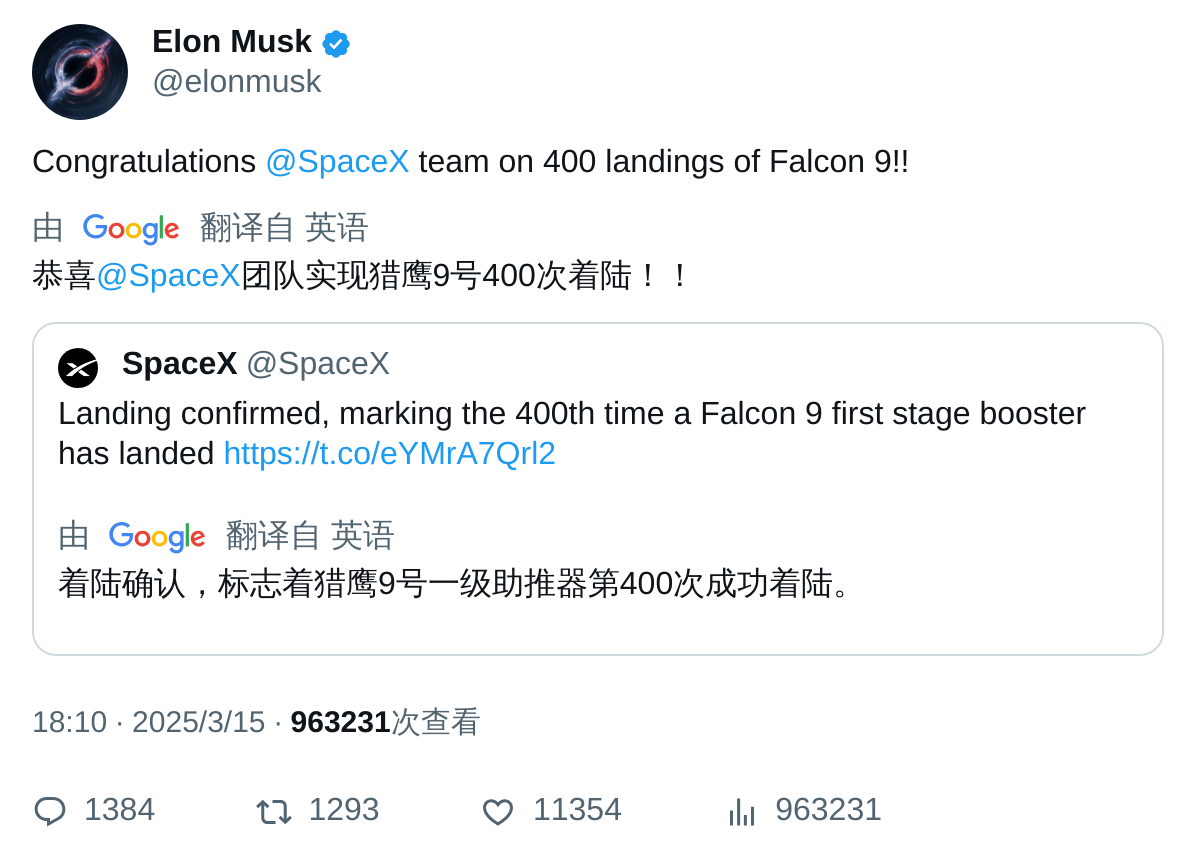 Elon Musk
@elonmusk
Congratulations @SpaceX team on 400 landings of Falcon 9!!
由 Google 翻译自 英语
恭喜@SpaceX团队实现猎鹰9号400次着陆！！
SpaceX @SpaceX
Landing confirmed, marking the 400th time a Falcon 9 first stage booster
has landed https://t.co/eYMrA7Qrl2
由 Google 翻译自 英语
着陆确认，标志着猎鹰9号一级助推器第400次成功着陆。
18:10 · 2025/3/15 · 963231次查看
1384 1293 11354 963231